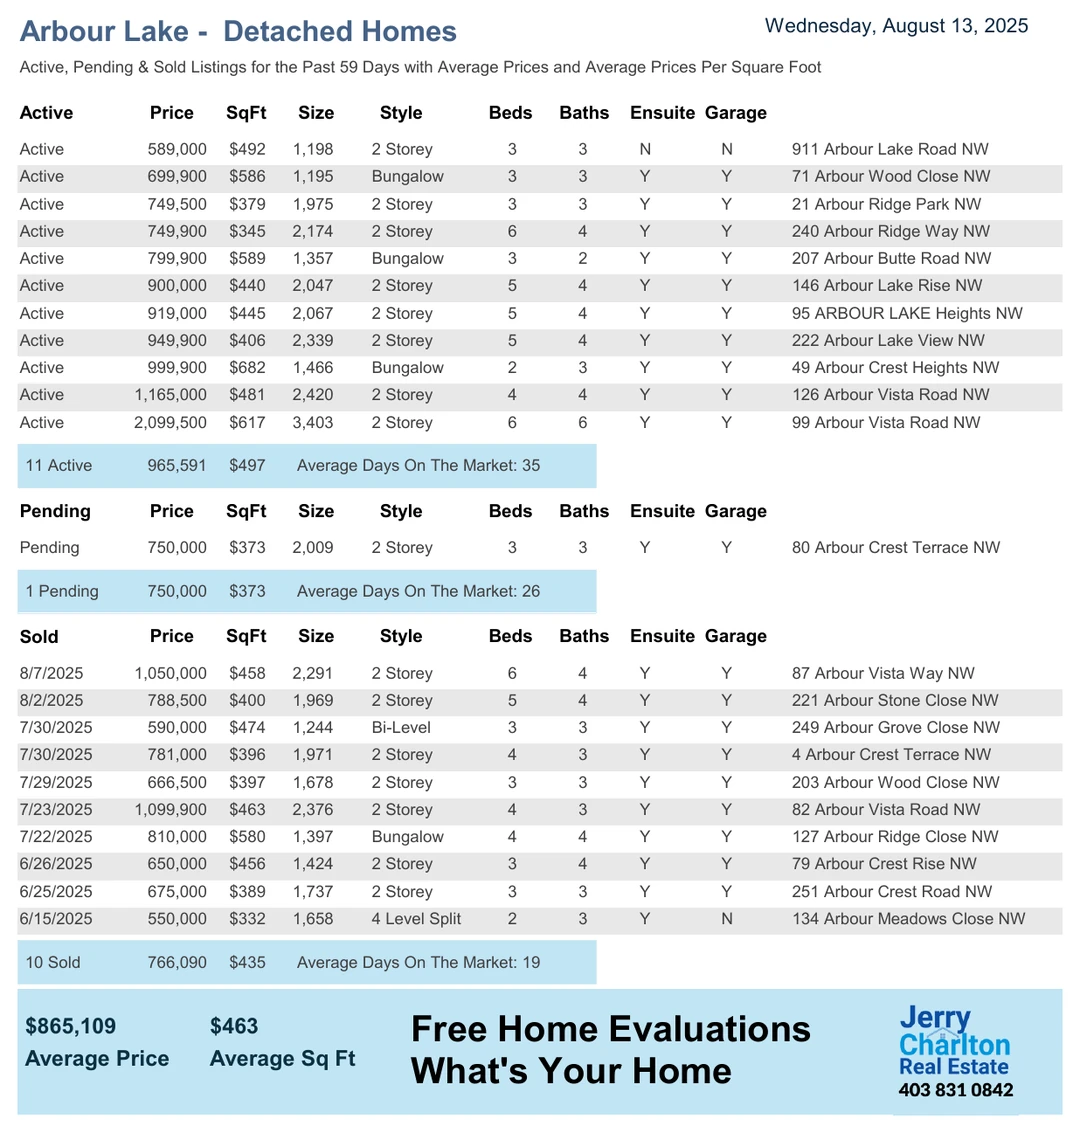 Arbour Lake - Detached Homes
Wednesday, August 13, 2025
Active, Pending & Sold Listings for the Past 59 Days with Average Prices and Average Prices Per Square Foot
Active Price SqFt Size Style Beds Baths Ensuite Garage
Active 589,000 $492 1,198 2 Storey 3 3 N N 911 Arbour Lake Road NW
Active 699,900 $586 1,195 Bungalow 3 3 Y Y 71 Arbour Wood Close NW
Active 749,500 $379 1,975 2 Storey 3 3 Y Y 21 Arbour Ridge Park NW
Active 749,900 $345 2,174 2 Storey 6 4 Y Y 240 Arbour Ridge Way NW
Active 799,900 $589 1,357 Bungalow 3 2 Y Y 207 Arbour Butte Road NW
Active 900,000 $440 2,047 2 Storey 5 4 Y Y 146 Arbour Lake Rise NW
Active 919,000 $445 2,067 2 Storey 5 4 Y Y 95 ARBOUR LAKE Heights NW
Active 949,900 $406 2,339 2 Storey 5 4 Y Y 222 Arbour Lake View NW
Active 999,900 $682 1,466 Bungalow 2 3 Y Y 49 Arbour Crest Heights NW
Active 1,165,000 $481 2,420 2 Storey 4 4 Y Y 126 Arbour Vista Road NW
Active 2,099,500 $617 3,403 2 Storey 6 6 Y Y 99 Arbour Vista Road NW
11 Active 965,591 $497 Average Days On The Market: 35
Pending Price SqFt Size Style Beds Baths Ensuite Garage
Pending 750,000 $373 2,009 2 Storey 3 3 Y Y 80 Arbour Crest Terrace NW
1 Pending 750,000 $373 Average Days On The Market: 26
Sold Price SqFt Size Style Beds Baths Ensuite Garage
8/7/2025 1,050,000 $458 2,291 2 Storey 6 4 Y Y 87 Arbour Vista Way NW
8/2/2025 788,500 $400 1,969 2 Storey 5 4 Y Y 221 Arbour Stone Close NW
7/30/2025 590,000 $474 1,244 Bi-Level 3 3 Y Y 249 Arbour Grove Close NW
7/30/2025 781,000 $396 1,971 2 Storey 4 3 Y Y 4 Arbour Crest Terrace NW
7/29/2025 666,500 $397 1,678 2 Storey 3 3 Y Y 203 Arbour Wood Close NW
7/23/2025 1,099,900 $463 2,376 2 Storey 4 3 Y Y 82 Arbour Vista Road NW
7/22/2025 810,000 $580 1,397 Bungalow 4 4 Y Y 127 Arbour Ridge Close NW
6/26/2025 650,000 $456 1,424 2 Storey 3 4 Y Y 79 Arbour Crest Rise NW
6/25/2025 675,000 $389 1,737 2 Storey 3 3 Y Y 251 Arbour Crest Road NW
6/15/2025 550,000 $332 1,658 4 Level Split 2 3 Y N 134 Arbour Meadows Close NW
10 Sold 766,090 $435 Average Days On The Market: 19
$865,109 $463
Average Price Average Sq Ft
Free Home Evaluations
What's Your Home
Jerry
Charlton
Real Estate
403 831 0842